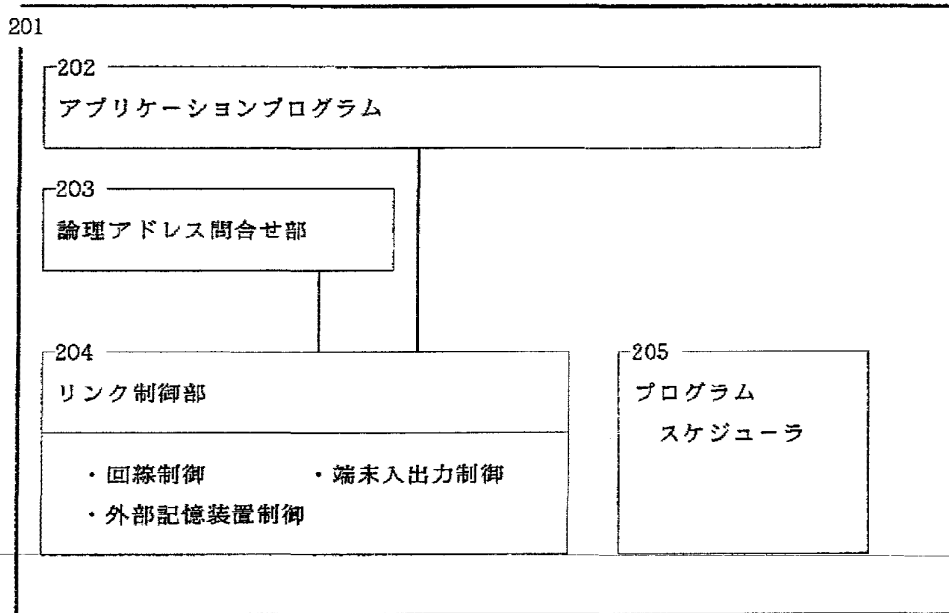 201
202
アプリケーションプログラム
203
論理アドレス問合せ部
204
リンク制御部
・回線制御 ・端末入出力制御
・外部記憶装置制御
205
プログラム
スケジューラ